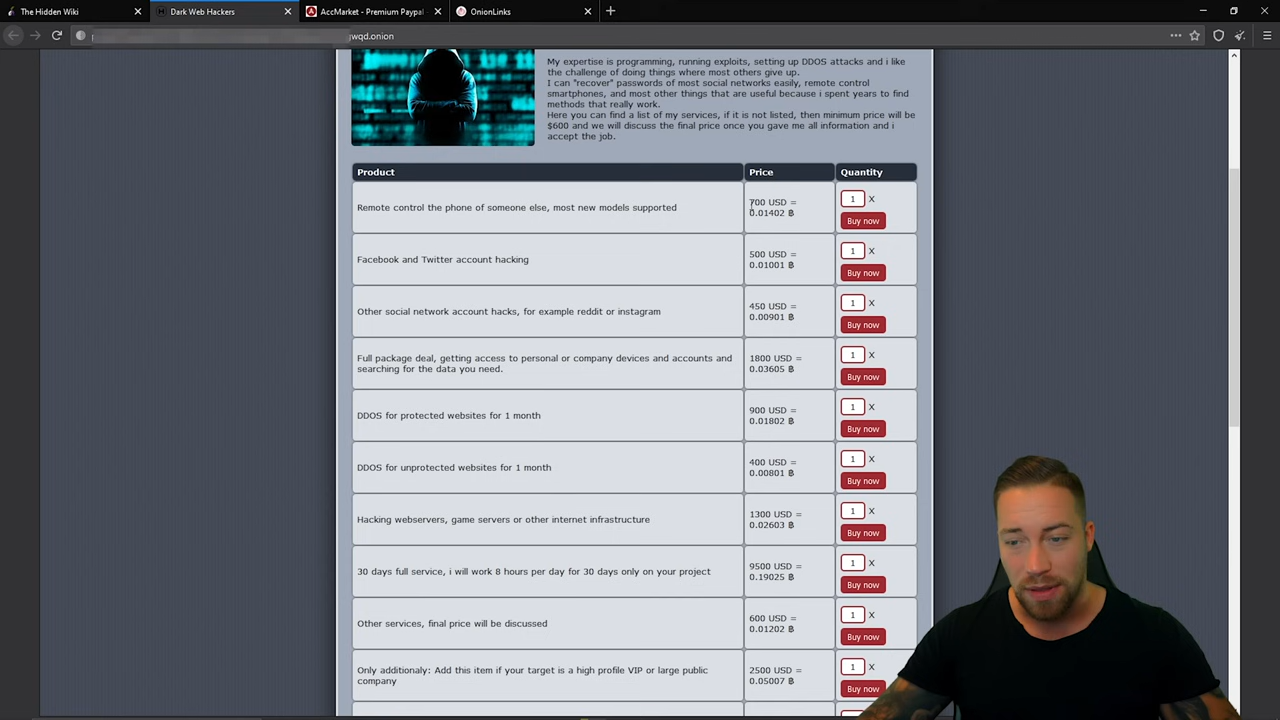 The Hidden Wiki
Dark Web Hackers
AccMarket - Premium Paypal
OnionLinks
jwqd.onion
My expertise is programming, running exploits, setting up DDOS attacks and i like
the challenge of doing things where most others give up.
I can "recover" passwords of most social networks easily, remote control
smartphones, and most other things that are useful because i spent years to find
methods that really work.
Here you can find a list of my services, if it is not listed, then minimum price will be
$600 and we will discuss the final price once you gave me all information and i
accept the job.
Product Price Quantity
Remote control the phone of someone else, most new models supported
700 USD =
0.01402 ฿
1 X
Buy now
Facebook and Twitter account hacking
500 USD =
0.01001 ฿
1 X
Buy now
Other social network account hacks, for example reddit or instagram
450 USD =
0.00901 ฿
1 X
Buy now
Full package deal, getting access to personal or company devices and accounts and
searching for the data you need.
1800 USD =
0.03605 ฿
1 X
Buy now
DDOS for protected websites for 1 month
900 USD =
0.01802 ฿
1 X
Buy now
DDOS for unprotected websites for 1 month
400 USD =
0.00801 ฿
1 X
Buy now
Hacking webservers, game servers or other internet infrastructure
1300 USD =
0.02603 ฿
1 X
Buy now
30 days full service, i will work 8 hours per day for 30 days only on your project
9500 USD =
0.19025 ฿
1 X
Buy now
Other services, final price will be discussed
600 USD =
0.01202 ฿
1 X
Buy now
Only additionaly: Add this item if your target is a high profile VIP or large public
company
2500 USD =
0.05007 ฿
1 X
Buy now